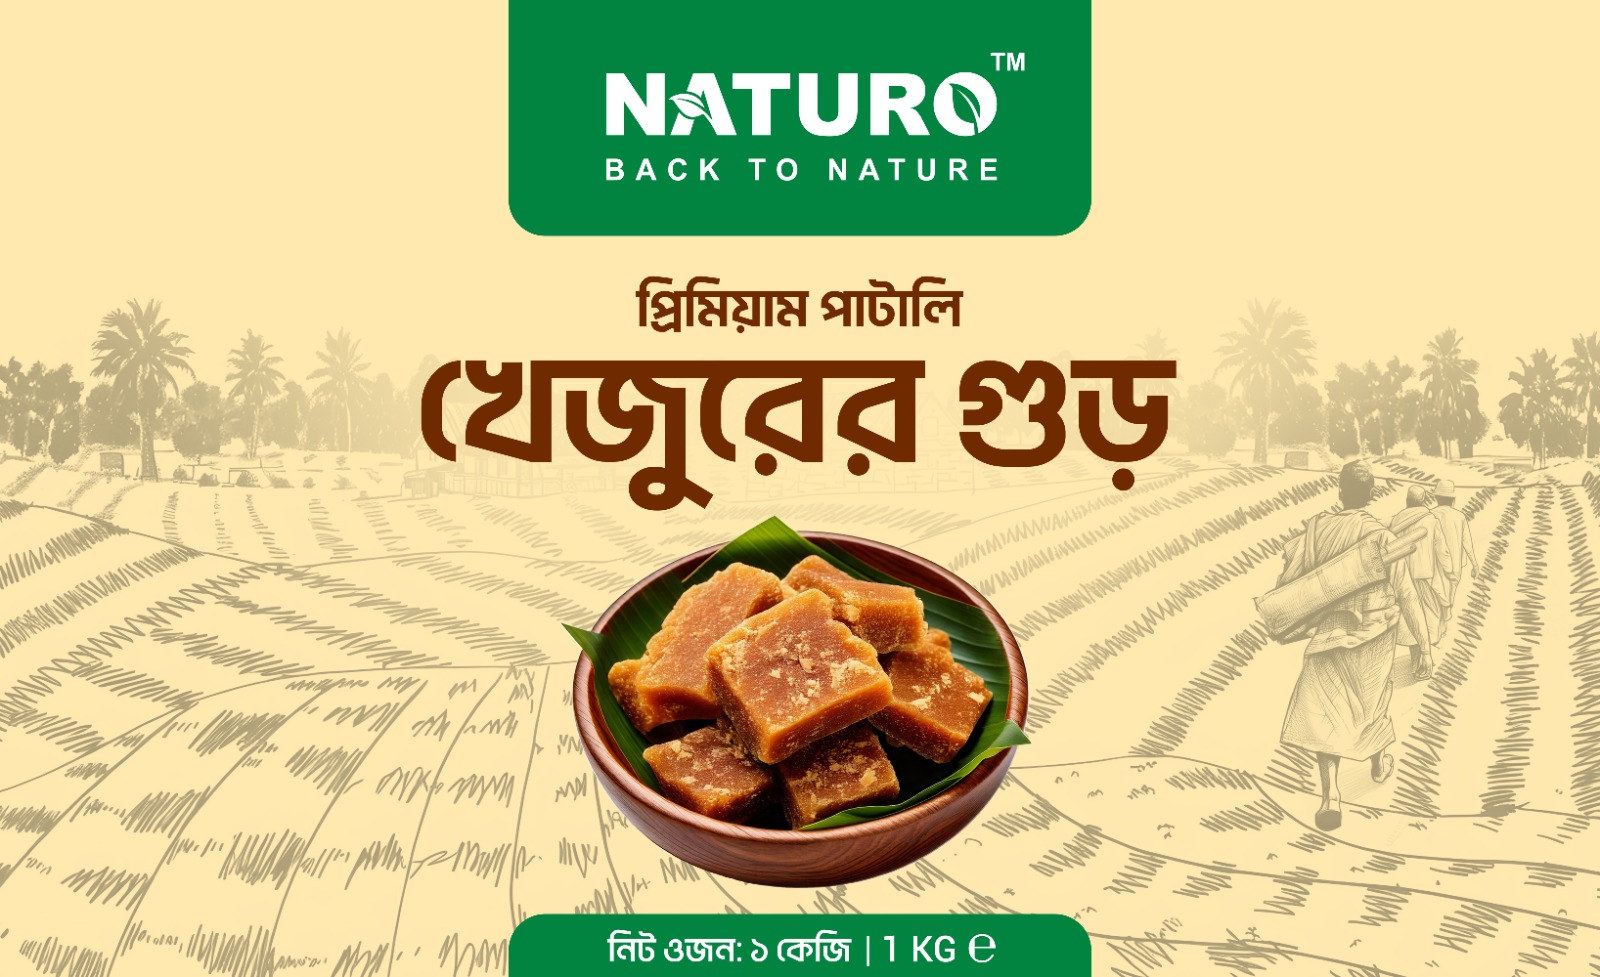 NATURO™
BACK TO NATURE
প্রিমিয়াম পাটালি
খেজুরের গুড়
নিট ওজন: ১ কেজি | 1 KG ℮